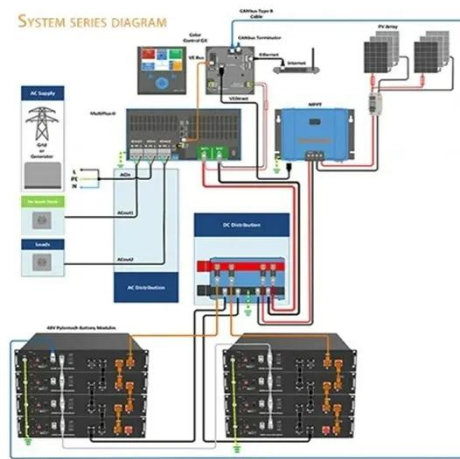 SYSTEM SERIES DIAGRAM
CANbus Type B
Cable
Color
Control GX
CANbus Terminator
PV Array
VE Bus
Ethernet
Internet
AC Supply
MultiPlus-II
VEDirect
MPPT
Grid
or
Generator
L
PE
N
ACin
ACout1
DC Distribution
Loads
ACout2
AC Distribution
48V Pylontech Battery Modules